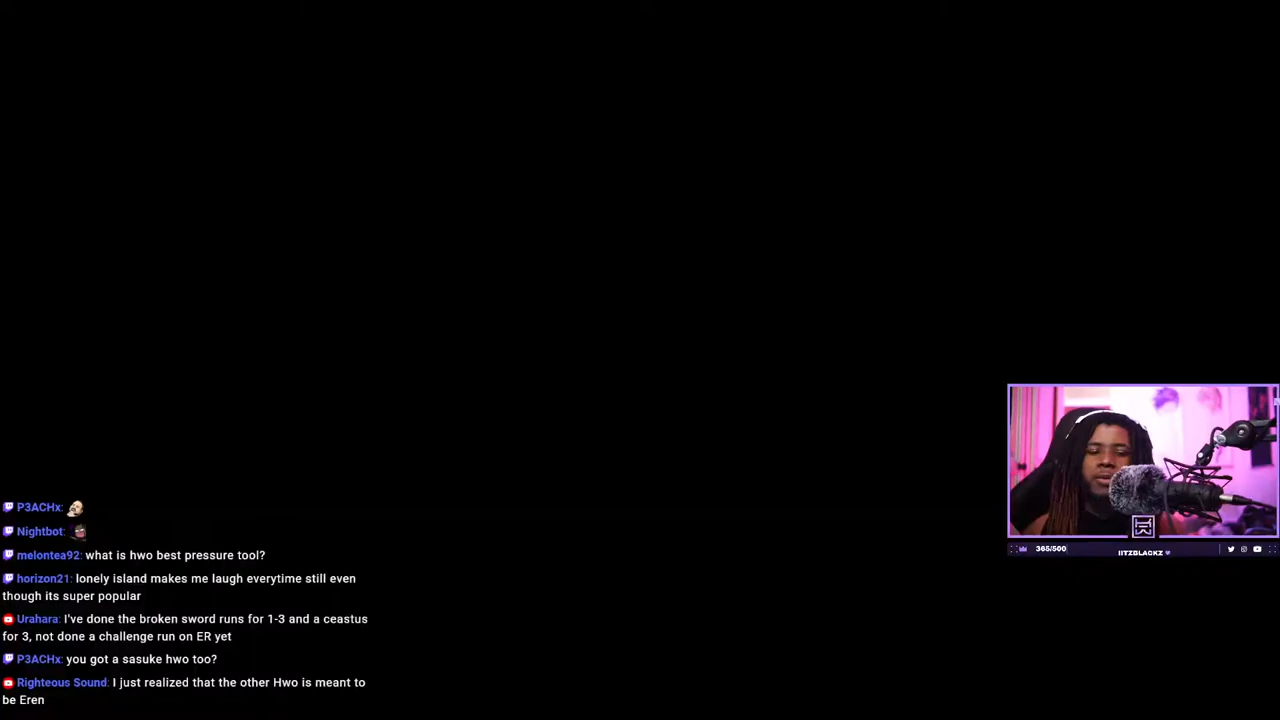 P3ACHx:
Nightbot:
melontea92: what is hwo best pressure tool?
horizon21: lonely island makes me laugh everytime still even
though its super popular
Urahara: I've done the broken sword runs for 1-3 and a ceastus
for 3, not done a challenge run on ER yet
P3ACHx: you got a sasuke hwo too?
Righteous Sound: I just realized that the other Hwo is meant to
be Eren
365/500
IITZBLACKZ